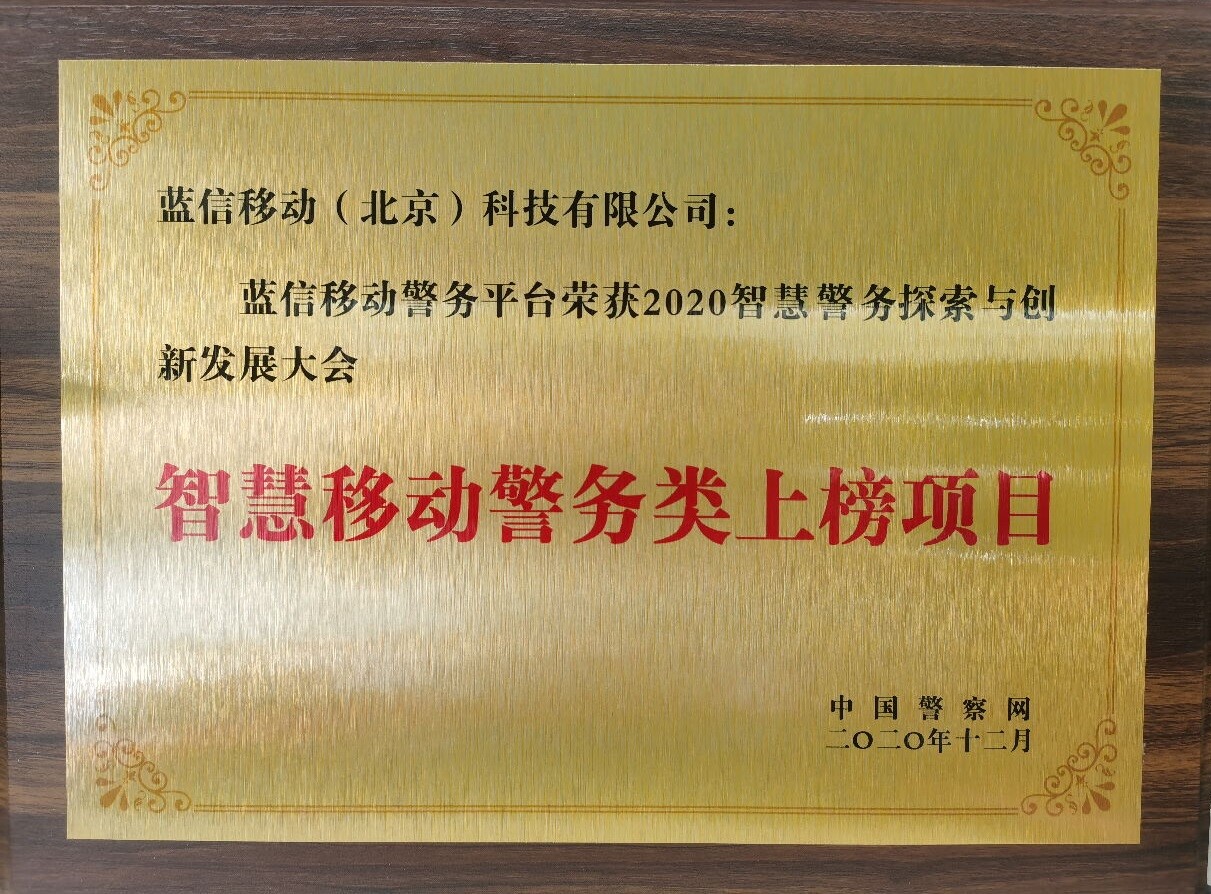 蓝信移动（北京）科技有限公司：
蓝信移动警务平台荣获2020智慧警务探索与创
新发展大会
智慧移动警务类上榜项目
中国警察网
二〇二〇年十二月